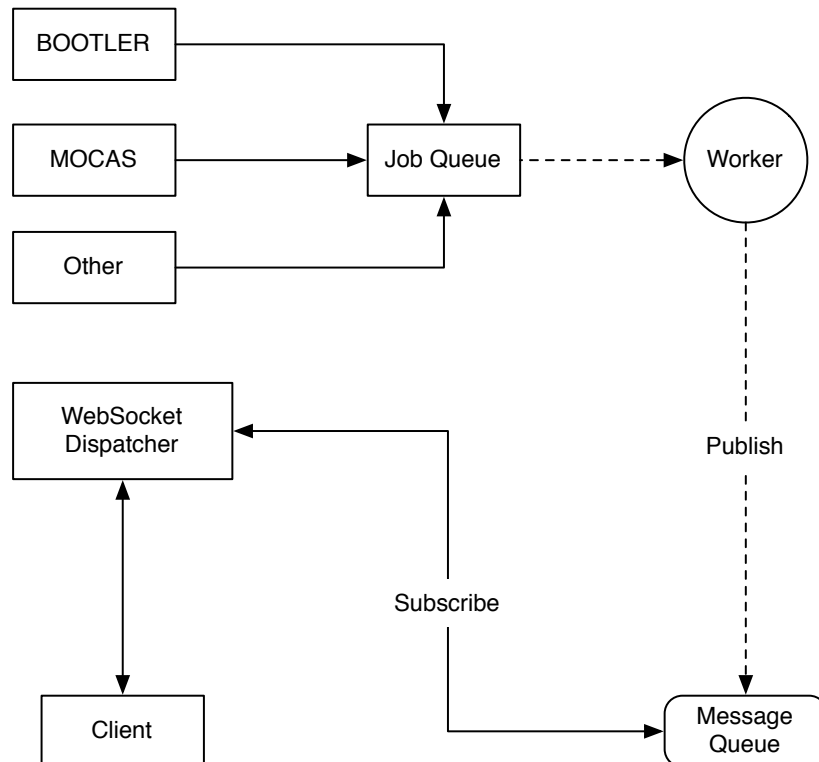 BOOTLER
MOCAS
Job Queue
Worker
Other
WebSocket
Dispatcher
Publish
Subscribe
Client
Message
Queue